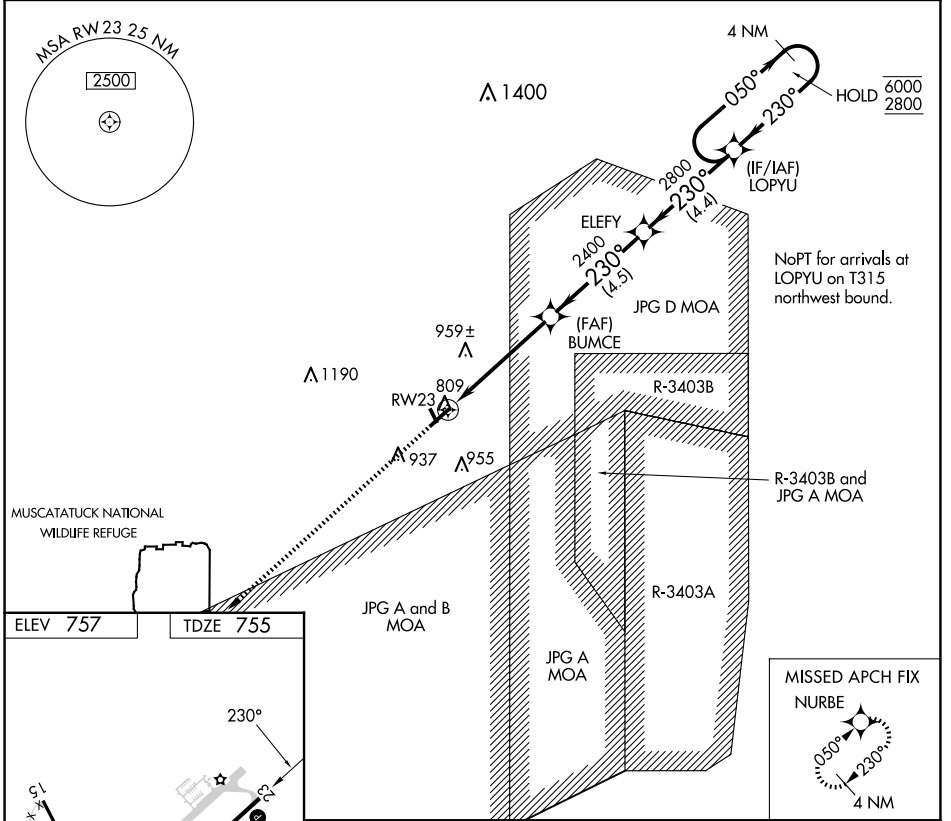 MSA RW23 25 NM
2500
1400
4 NM
050°
230°
HOLD
6000
2800
(IF/IAF)
LOPYU
2800
230°
(4.4)
ELEFY
2400
230°
(4.5)
NoPT for arrivals at
LOPYU on T315
northwest bound.
JPG D MOA
(FAF)
BUMCE
959±
1190
809
RW23
R-3403B
937
955
R-3403B and
JPG A MOA
MUSCATATUCK NATIONAL
WILDLIFE REFUGE
R-3403A
JPG A and B
MOA
JPG A
MOA
ELEV 757
TDZE 755
230°
15
23
P
MISSED APCH FIX
NURBE
050°
230°
4 NM